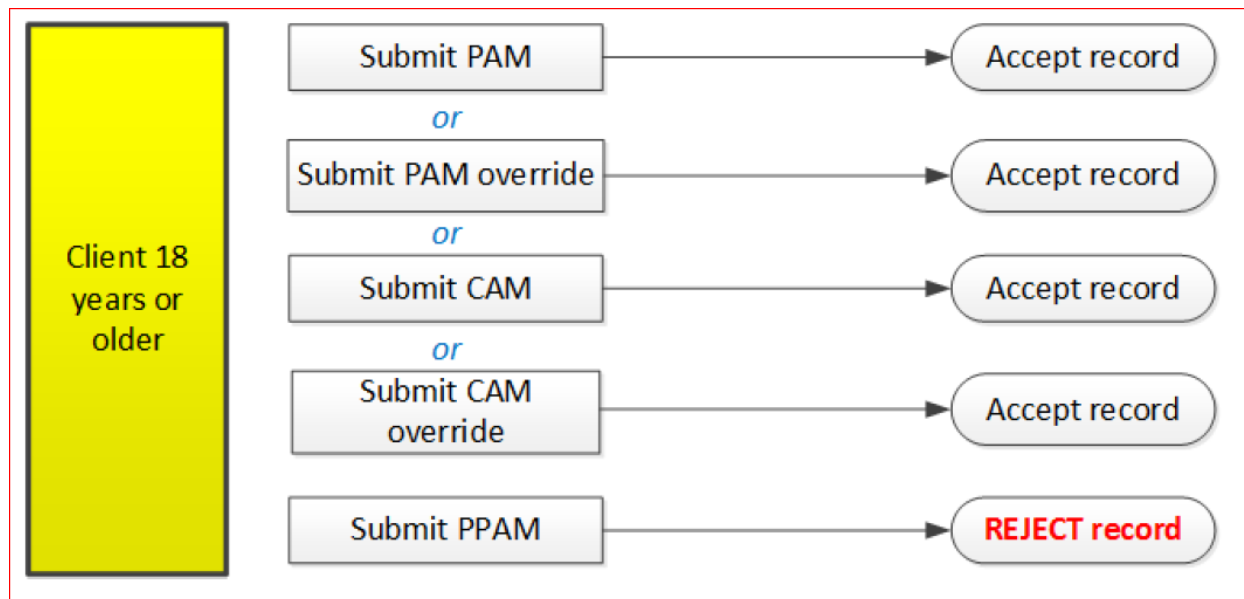 Client 18
years or
older
Submit PAM
Accept record
or
Submit PAM override
Accept record
or
Submit CAM
Accept record
or
Submit CAM
override
Accept record
Submit PPAM
REJECT record